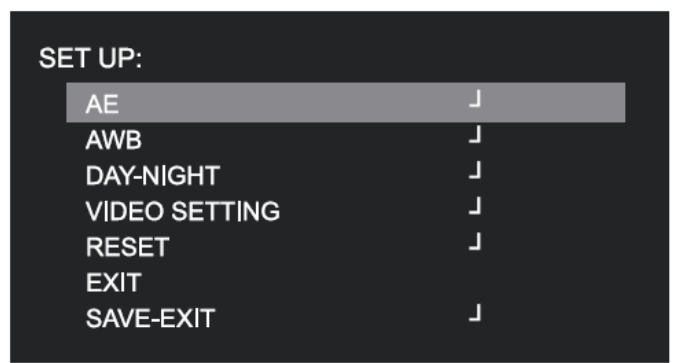 SET UP:
AE ┘
AWB ┘
DAY-NIGHT ┘
VIDEO SETTING ┘
RESET ┘
EXIT
SAVE-EXIT ┘